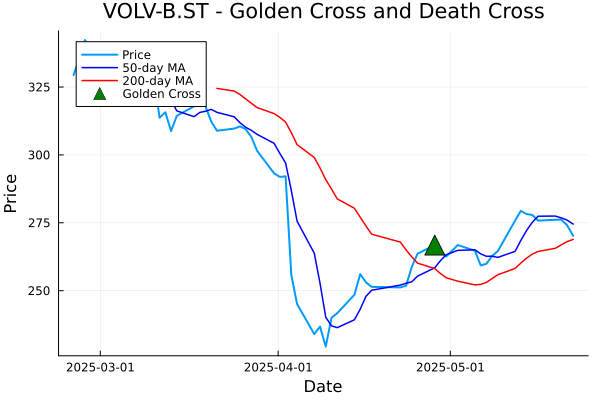 VOLV-B.ST - Golden Cross and Death Cross
Price
50-day MA
200-day MA
Golden Cross
325
300
275
250
Price
2025-03-01
2025-04-01
2025-05-01
Date